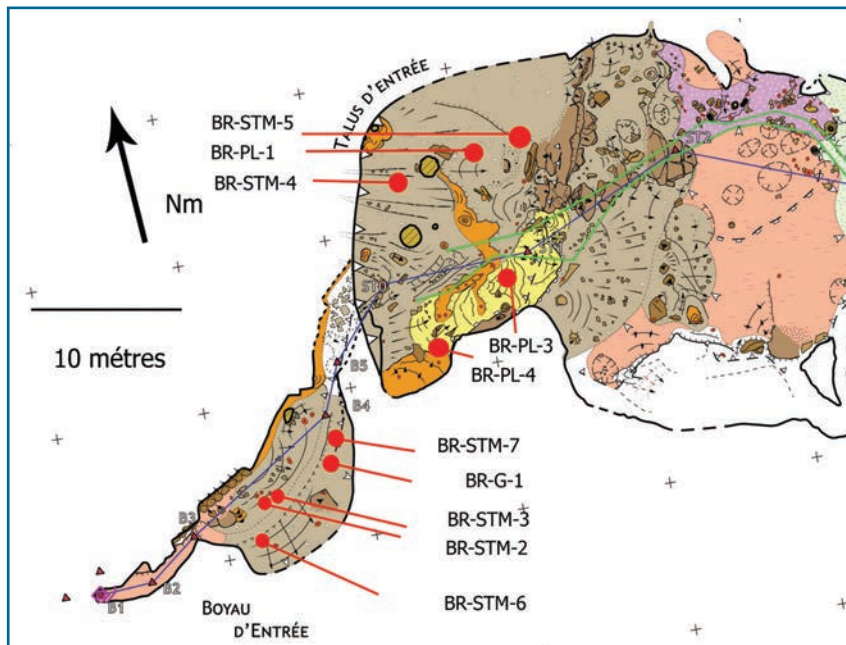 TALUS D'ENTRÉE
BR-STM-5
BR-PL-1
BR-STM-4
Nm
ST2
ST0
10 métres
BR-PL-3
BR-PL-4
B5
B4
BR-STM-7
BR-G-1
BR-STM-3
BR-STM-2
B3
BR-STM-6
B2
B1
BOYAU
D'ENTRÉE